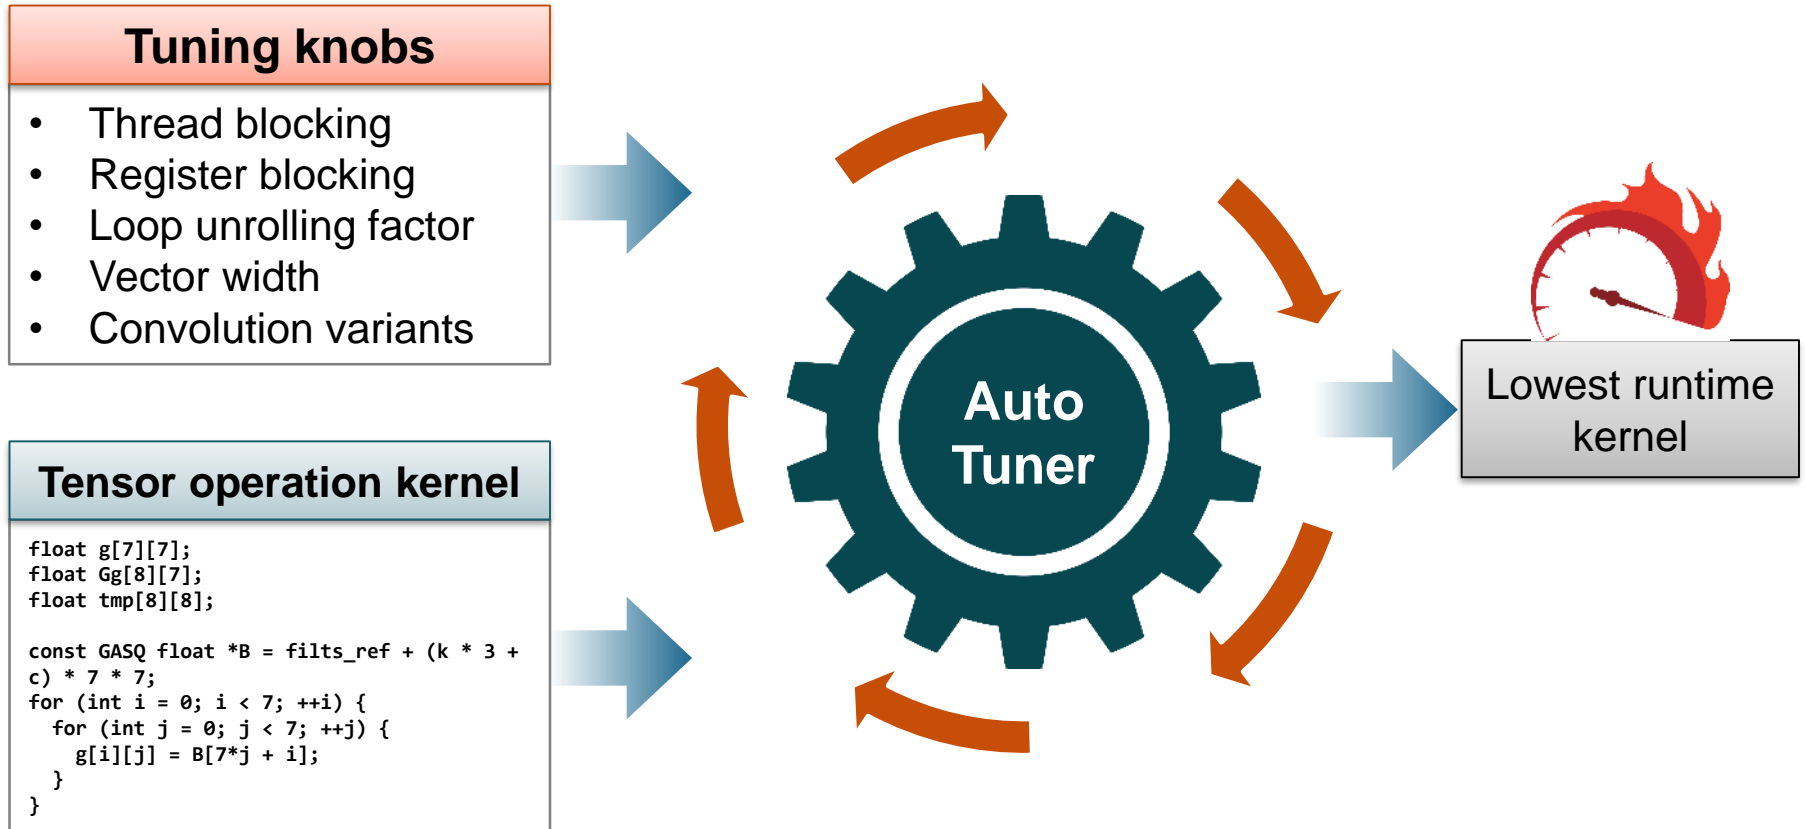 Tuning knobs
• Thread blocking
• Register blocking
• Loop unrolling factor
• Vector width
• Convolution variants
Tensor operation kernel
float g[7][7];
float Gg[8][7];
float tmp[8][8];
const GASQ float *B = filts_ref + (k * 3 +
c) * 7 * 7;
for (int i = 0; i < 7; ++i) {
  for (int j = 0; j < 7; ++j) {
    g[i][j] = B[7*j + i];
  }
}
Auto
Tuner
Lowest runtime
kernel